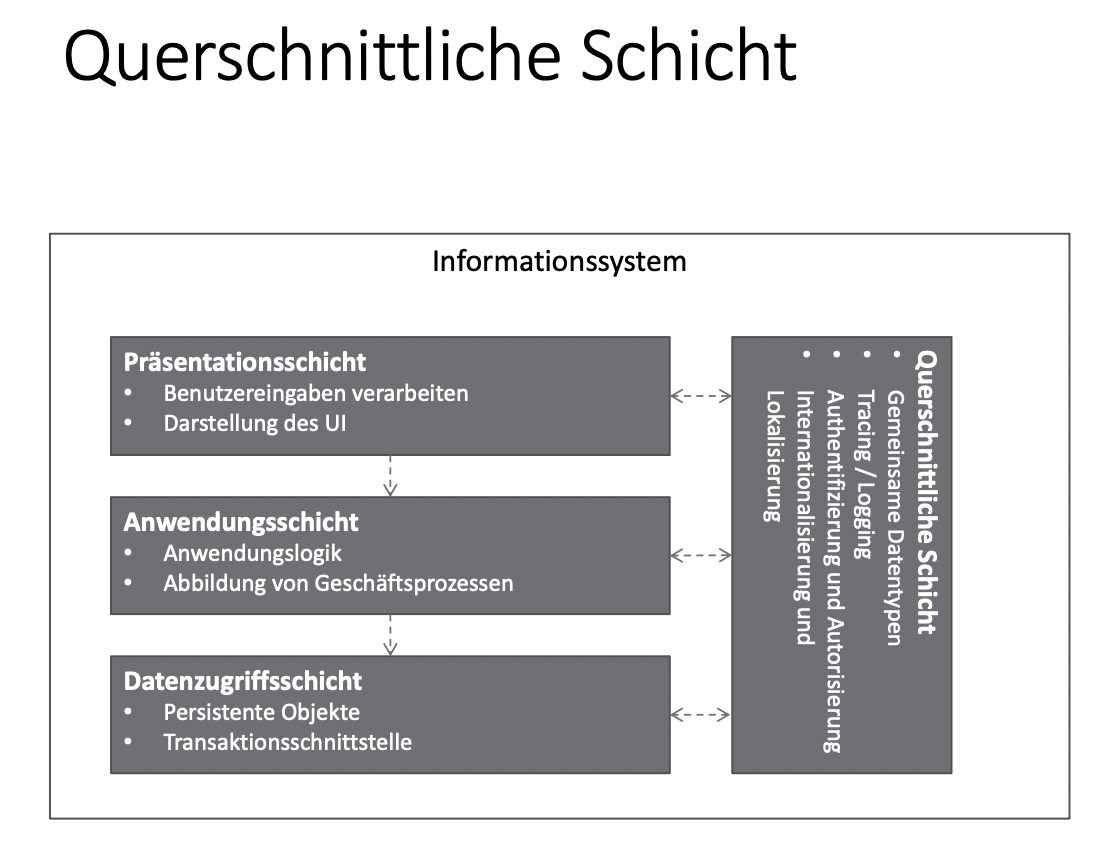 Querschnittliche Schicht
Informationssystem
Präsentationsschicht
• Benutzereingaben verarbeiten
• Darstellung des UI
Anwendungsschicht
• Anwendungslogik
• Abbildung von Geschäftsprozessen
Datenzugriffsschicht
• Persistente Objekte
• Transaktionsschnittstelle
Querschnittliche Schicht
• Gemeinsame Datentypen
• Tracing / Logging
• Authentifizierung und Autorisierung
• Internationalisierung und
Lokalisierung